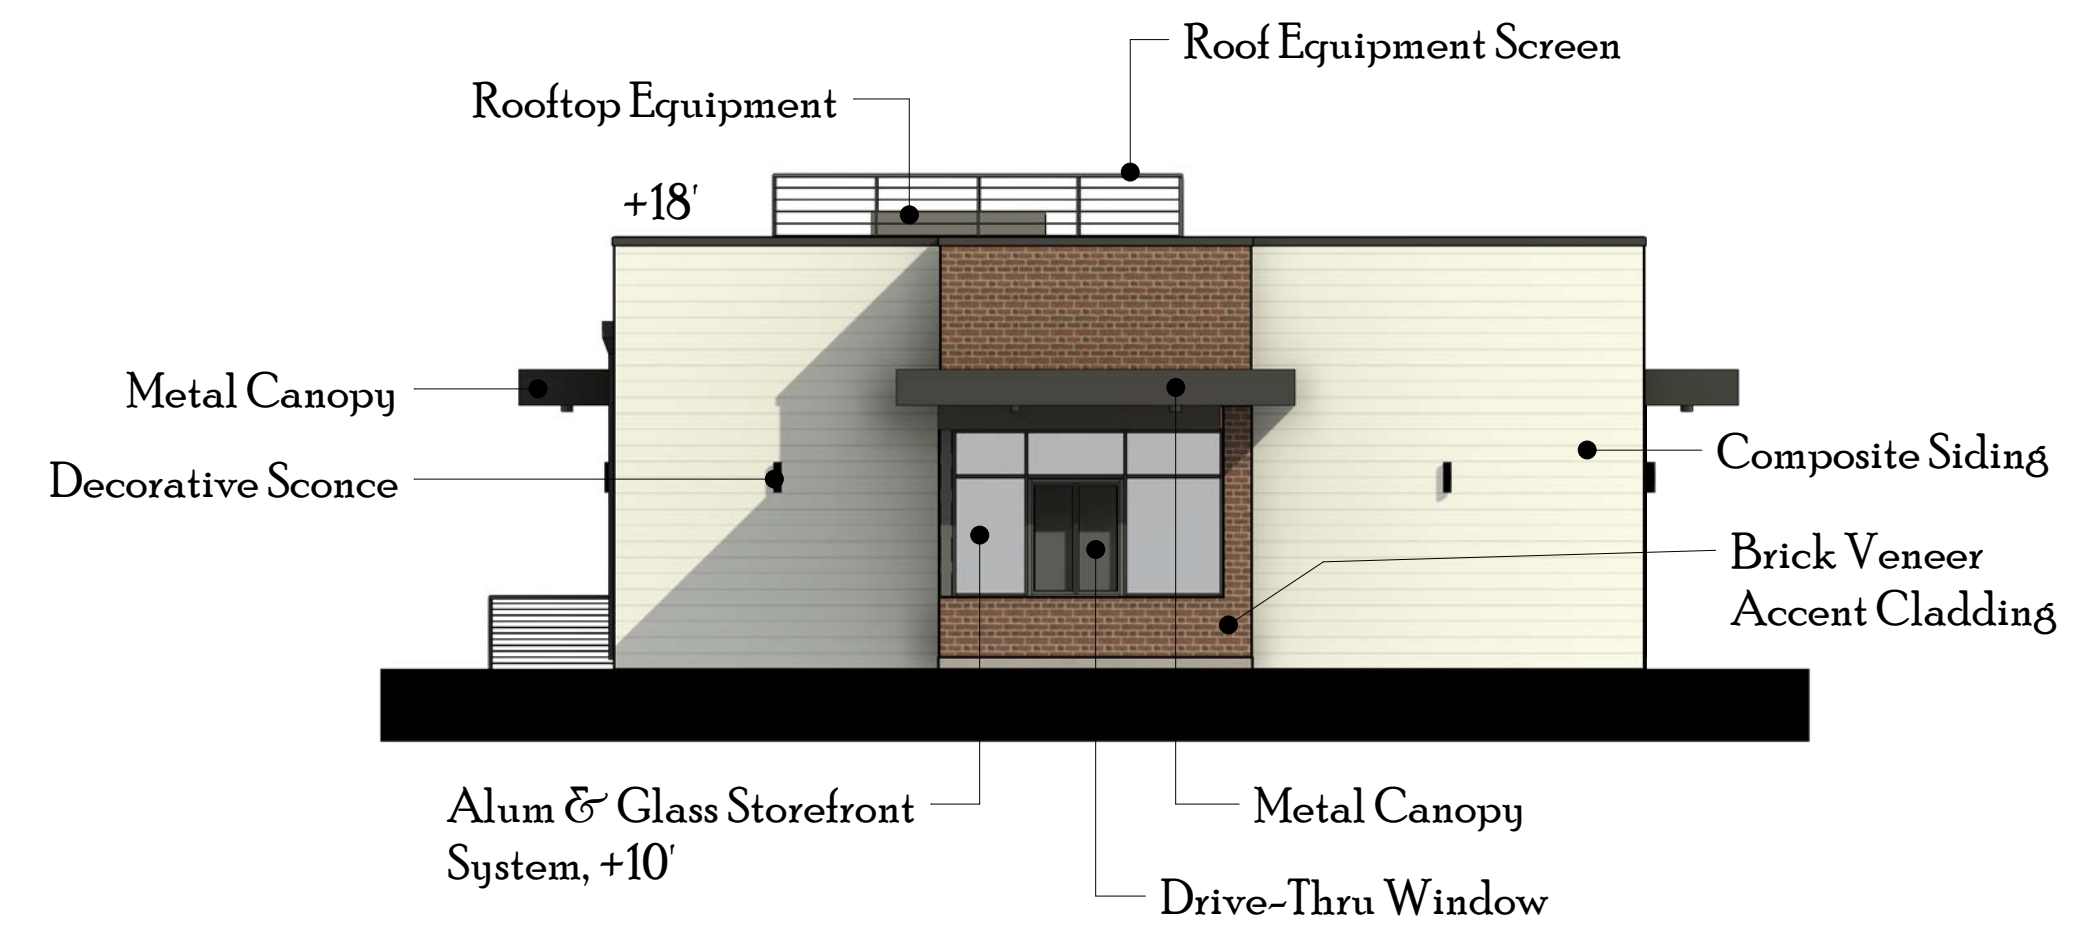 Roof Equipment Screen
Rooftop Equipment
+18'
Metal Canopy
Decorative Sconce
Composite Siding
Brick Veneer
Accent Cladding
Alum & Glass Storefront
System, +10'
Metal Canopy
Drive-Thru Window